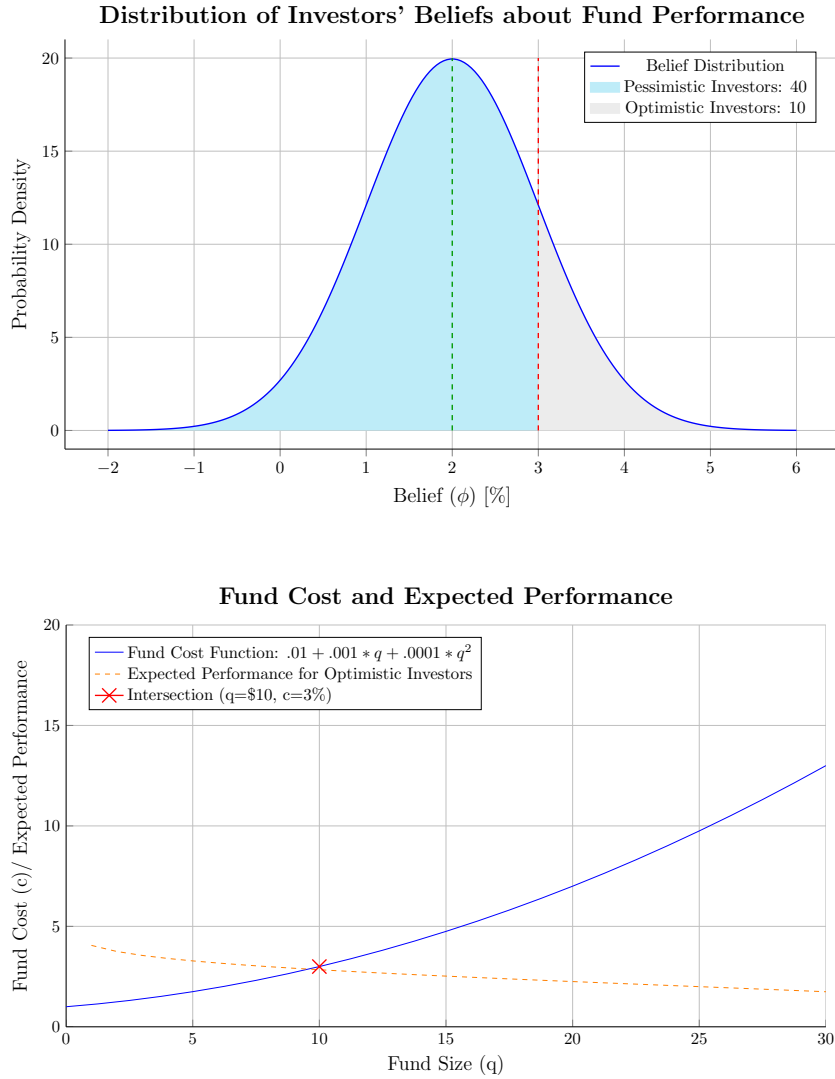 Distribution of Investors' Beliefs about Fund Performance
Probability Density
20
15
10
5
0
Belief Distribution
Pessimistic Investors: 40
Optimistic Investors: 10
−2 −1 0 1 2 3 4 5 6
Belief (ϕ) [%]
Fund Cost and Expected Performance
Fund Cost (c)/ Expected Performance
20
15
10
5
0
Fund Cost Function: .01 + .001 ∗ q + .0001 ∗ q²
Expected Performance for Optimistic Investors
Intersection (q=$10, c=3%)
0 5 10 15 20 25 30
Fund Size (q)